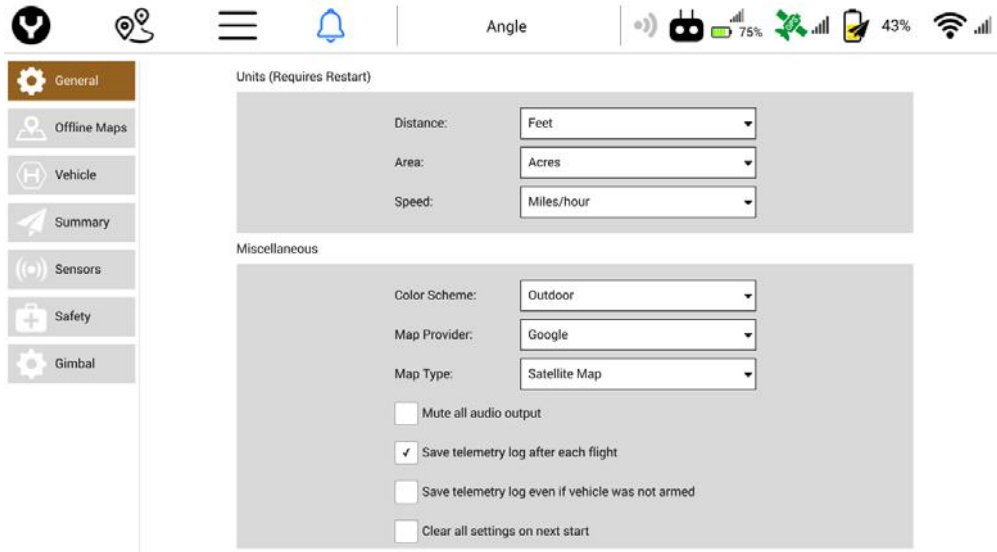 Angle 75% 43%
General
Offline Maps
Vehicle
Summary
Sensors
Safety
Gimbal
Units (Requires Restart)
Distance: Feet
Area: Acres
Speed: Miles/hour
Miscellaneous
Color Scheme: Outdoor
Map Provider: Google
Map Type: Satellite Map
Mute all audio output
Save telemetry log after each flight
Save telemetry log even if vehicle was not armed
Clear all settings on next start